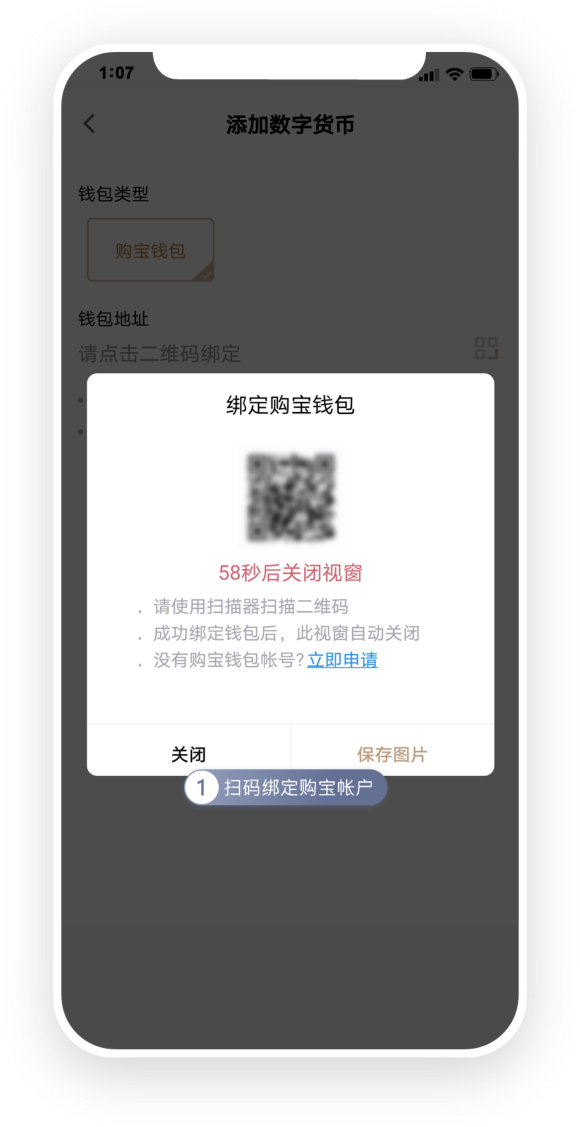 1:07
添加数字货币
钱包类型
购宝钱包
钱包地址
请点击二维码绑定
绑定购宝钱包
58秒后关闭视窗
. 请使用扫描器扫描二维码
. 成功绑定钱包后，此视窗自动关闭
. 没有购宝钱包帐号?立即申请
关闭 保存图片
1 扫码绑定购宝帐户